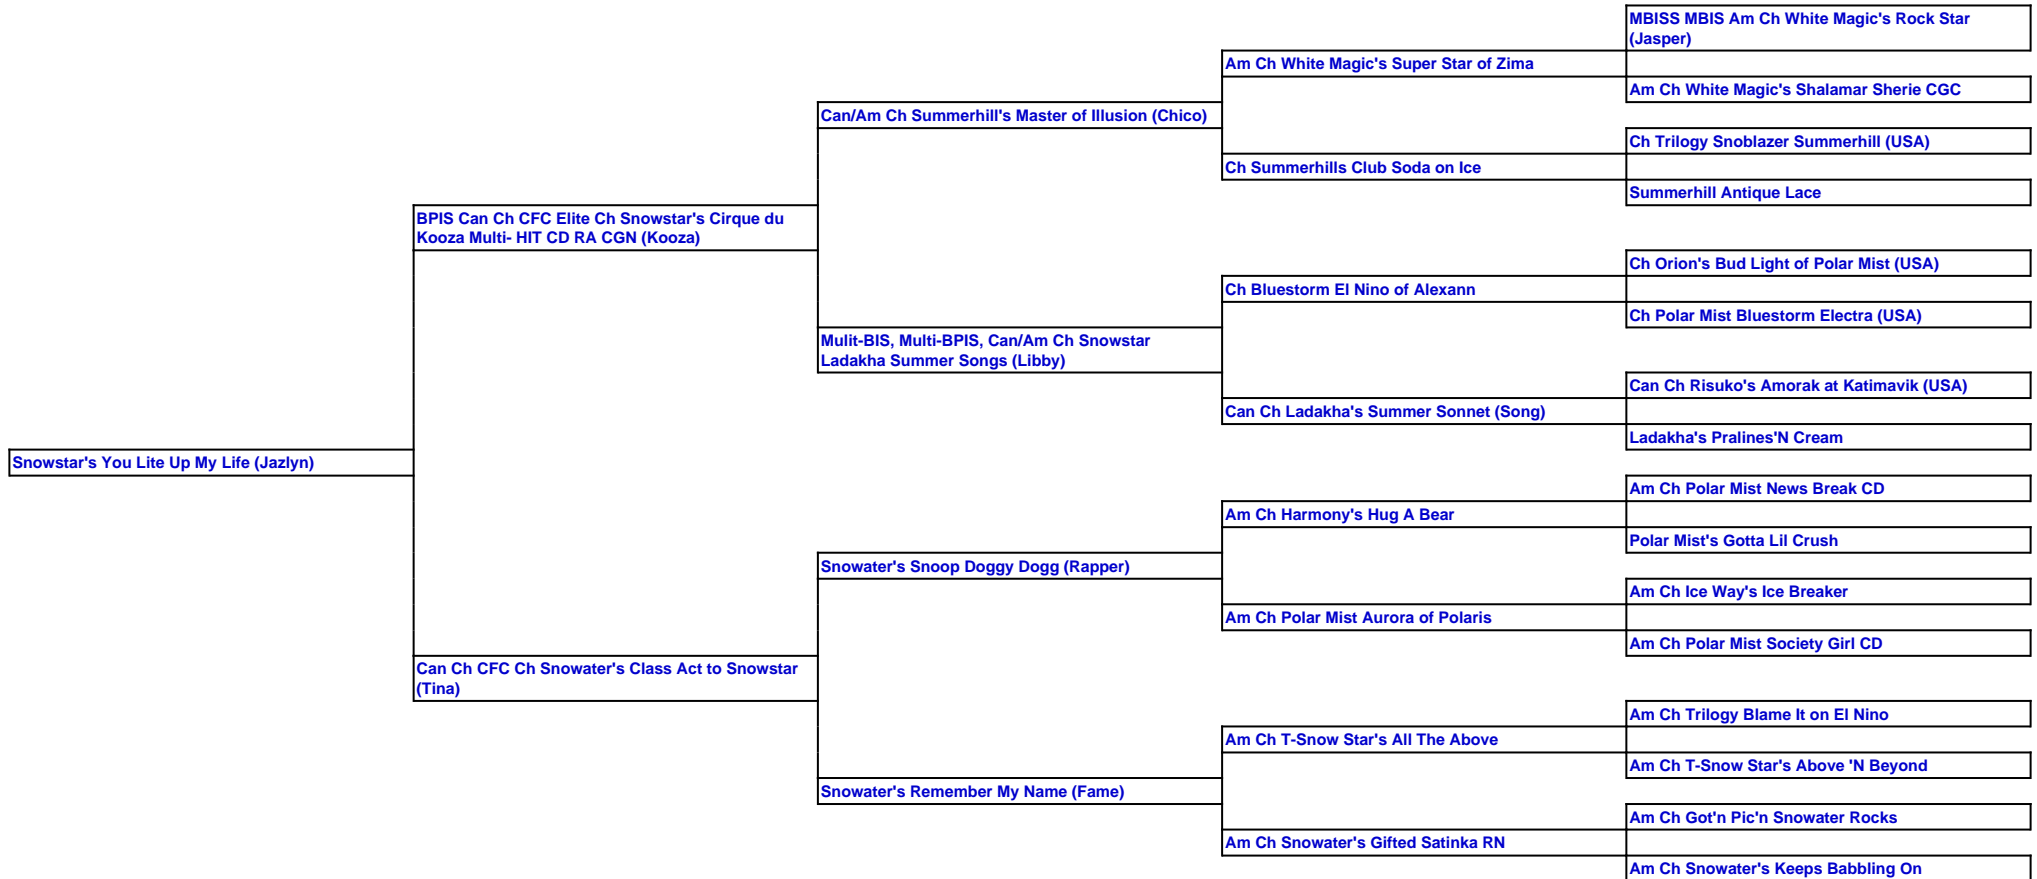 MBISS MBIS Am Ch White Magic's Rock Star
(Jasper)
Am Ch White Magic's Super Star of Zima
Am Ch White Magic's Shalamar Sherie CGC
Can/Am Ch Summerhill's Master of Illusion (Chico)
Ch Trilogy Snoblazer Summerhill (USA)
Ch Summerhills Club Soda on Ice
Summerhill Antique Lace
BPIS Can Ch CFC Elite Ch Snowstar's Cirque du
Kooza Multi- HIT CD RA CGN (Kooza)
Ch Orion's Bud Light of Polar Mist (USA)
Ch Bluestorm El Nino of Alexann
Ch Polar Mist Bluestorm Electra (USA)
Mulit-BIS, Multi-BPIS, Can/Am Ch Snowstar
Ladakha Summer Songs (Libby)
Can Ch Risuko's Amorak at Katimavik (USA)
Can Ch Ladakha's Summer Sonnet (Song)
Ladakha's Pralines'N Cream
Snowstar's You Lite Up My Life (Jazlyn)
Am Ch Polar Mist News Break CD
Am Ch Harmony's Hug A Bear
Polar Mist's Gotta Lil Crush
Snowater's Snoop Doggy Dogg (Rapper)
Am Ch Ice Way's Ice Breaker
Am Ch Polar Mist Aurora of Polaris
Am Ch Polar Mist Society Girl CD
Can Ch CFC Ch Snowater's Class Act to Snowstar
(Tina)
Am Ch Trilogy Blame It on El Nino
Am Ch T-Snow Star's All The Above
Am Ch T-Snow Star's Above 'N Beyond
Snowater's Remember My Name (Fame)
Am Ch Got'n Pic'n Snowater Rocks
Am Ch Snowater's Gifted Satinka RN
Am Ch Snowater's Keeps Babbling On